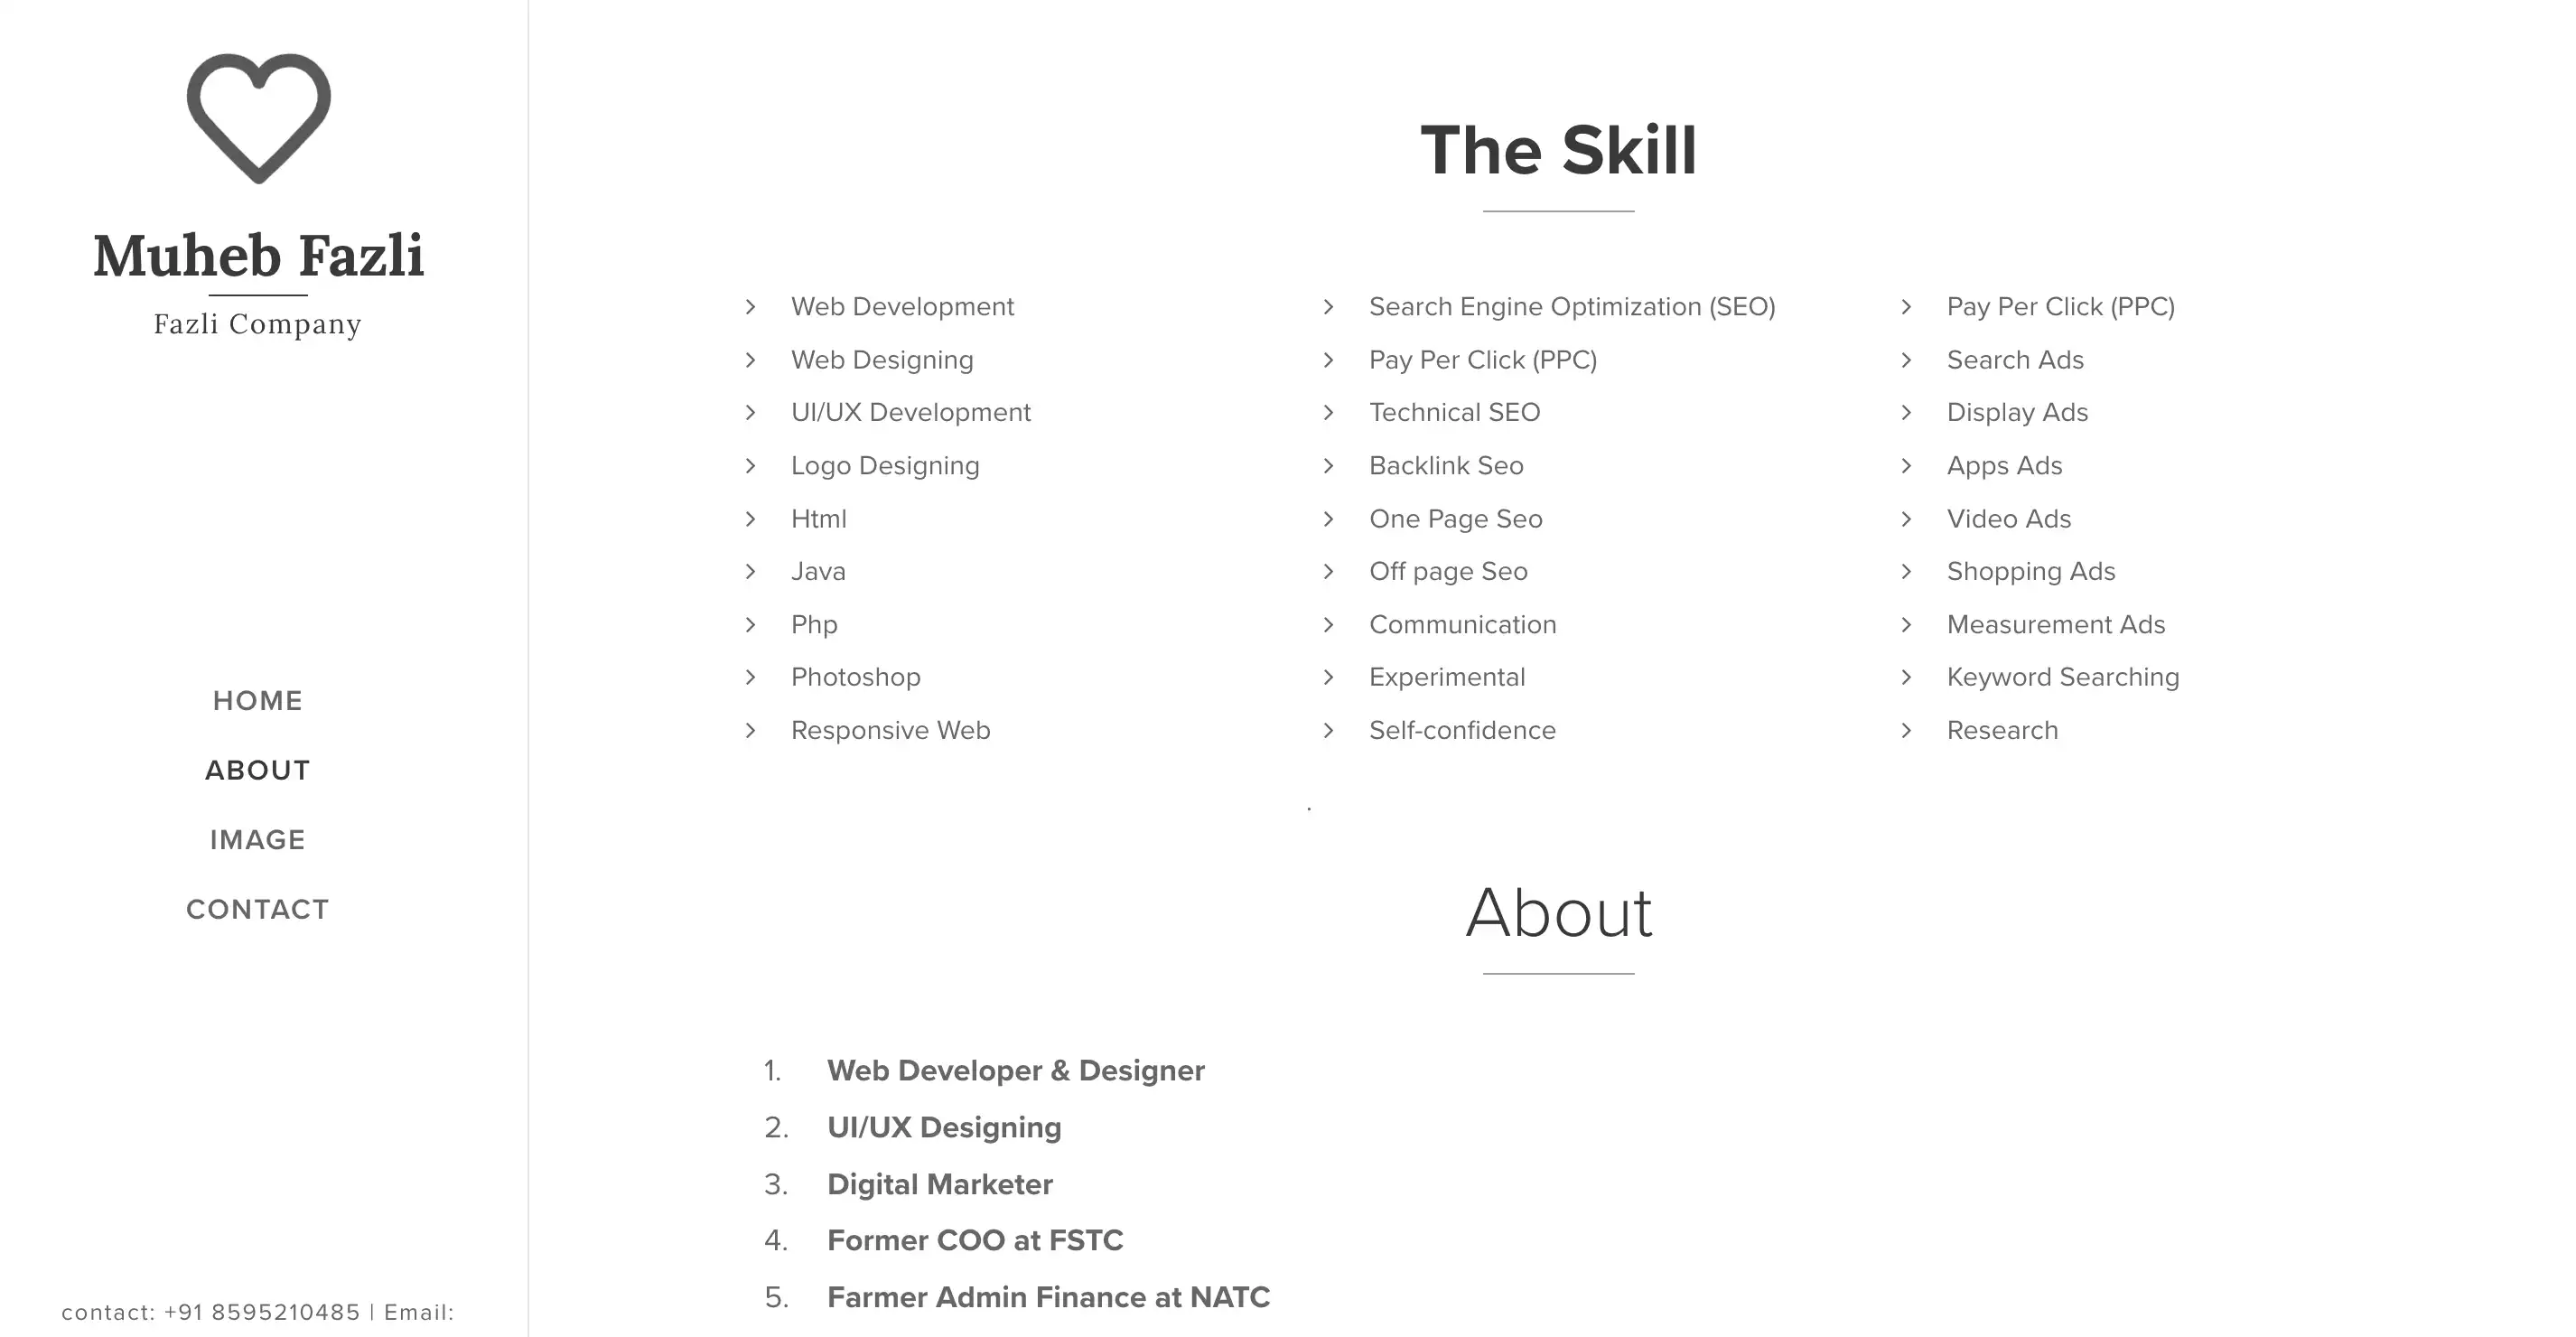 Muheb Fazli
Fazli Company
HOME
ABOUT
IMAGE
CONTACT
contact: +91 8595210485 | Email:
The Skill
> Web Development
> Web Designing
> UI/UX Development
> Logo Designing
> Html
> Java
> Php
> Photoshop
> Responsive Web
> Search Engine Optimization (SEO)
> Pay Per Click (PPC)
> Technical SEO
> Backlink Seo
> One Page Seo
> Off page Seo
> Communication
> Experimental
> Self-confidence
> Pay Per Click (PPC)
> Search Ads
> Display Ads
> Apps Ads
> Video Ads
> Shopping Ads
> Measurement Ads
> Keyword Searching
> Research
.
About
1. Web Developer & Designer
2. UI/UX Designing
3. Digital Marketer
4. Former COO at FSTC
5. Farmer Admin Finance at NATC